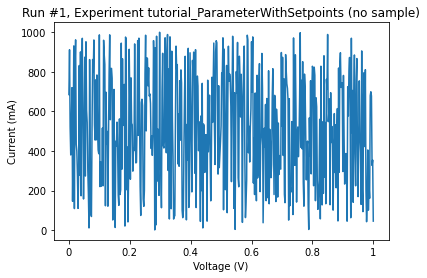 Run #1, Experiment tutorial_ParameterWithSetpoints (no sample)
1000
800
600
400
200
0
Current (mA)
0 0.2 0.4 0.6 0.8 1
Voltage (V)